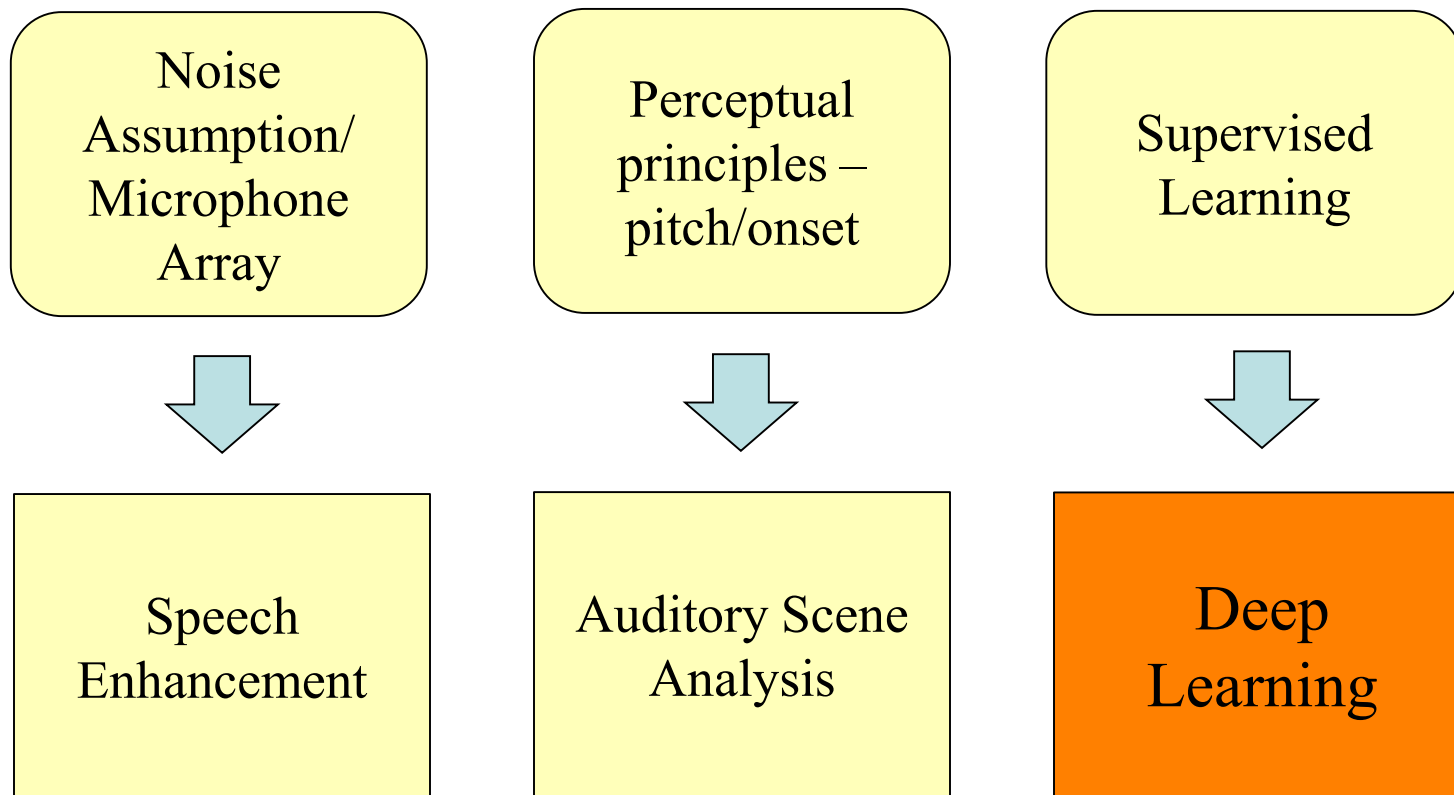 Noise
Assumption/
Microphone
Array
Perceptual
principles –
pitch/onset
Supervised
Learning
Speech
Enhancement
Auditory Scene
Analysis
Deep
Learning